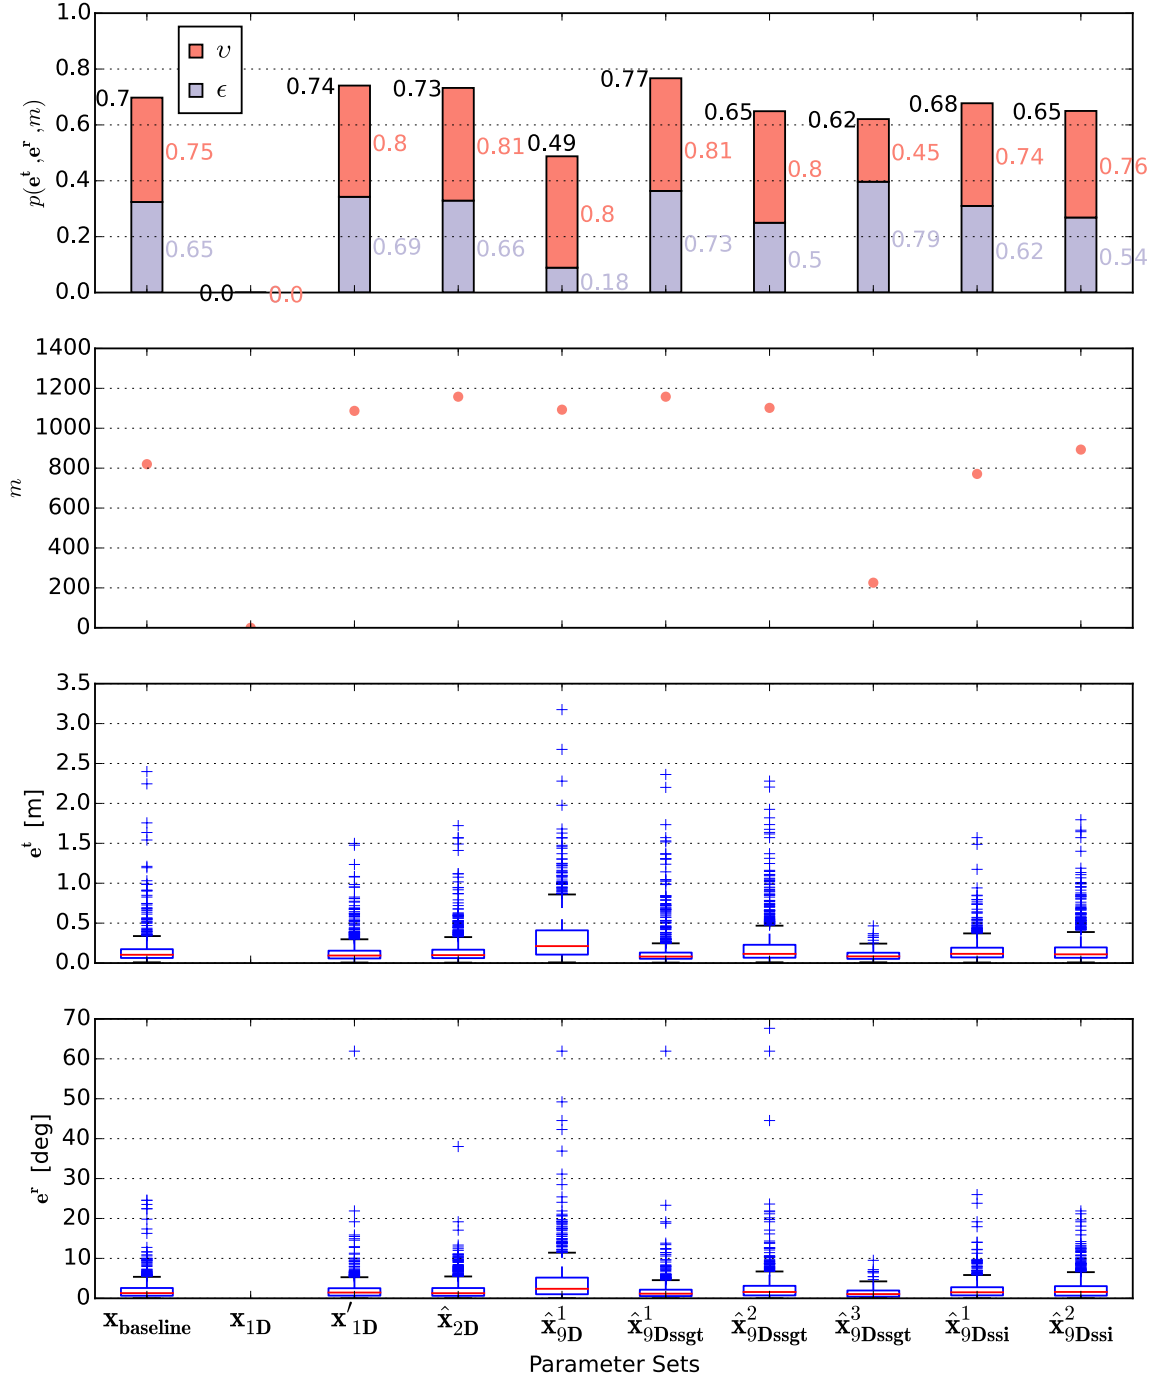 1.0
0.8
0.6
0.4
0.2
0.0
p(e^t, e^r, m)
υ
ϵ
0.7 0.74 0.73 0.49 0.77 0.65 0.62 0.68 0.65
0.75 0.8 0.81 0.8 0.81 0.8 0.45 0.74 0.76
0.65 0.69 0.66 0.18 0.73 0.5 0.79 0.62 0.54
0.0 0.0
1400
1200
1000
800
600
400
200
0
m
3.5
3.0
2.5
2.0
1.5
1.0
0.5
0.0
e^t [m]
70
60
50
40
30
20
10
0
e^r [deg]
x_baseline x_1D x'_1D x̂_2D x̂^1_9D x̂^1_9Dssgt x̂^2_9Dssgt x̂^3_9Dssgt x̂^1_9Dssi x̂^2_9Dssi
Parameter Sets